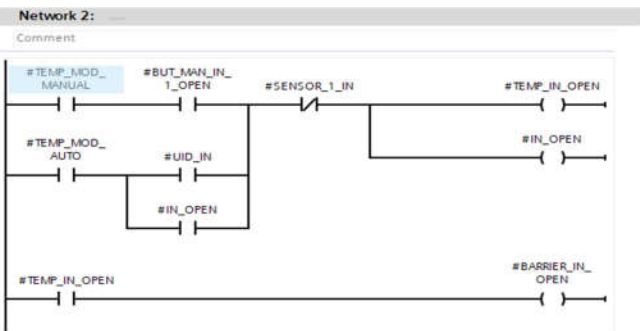 Network 2:
Comment
#TEMP_MOD_
MANUAL
#BUT_MAN_IN_
1_OPEN
#SENSOR_1_IN
#TEMP_IN_OPEN
#IN_OPEN
#TEMP_MOD_
AUTO
#UID_IN
#IN_OPEN
#TEMP_IN_OPEN
#BARRIER_IN_
OPEN